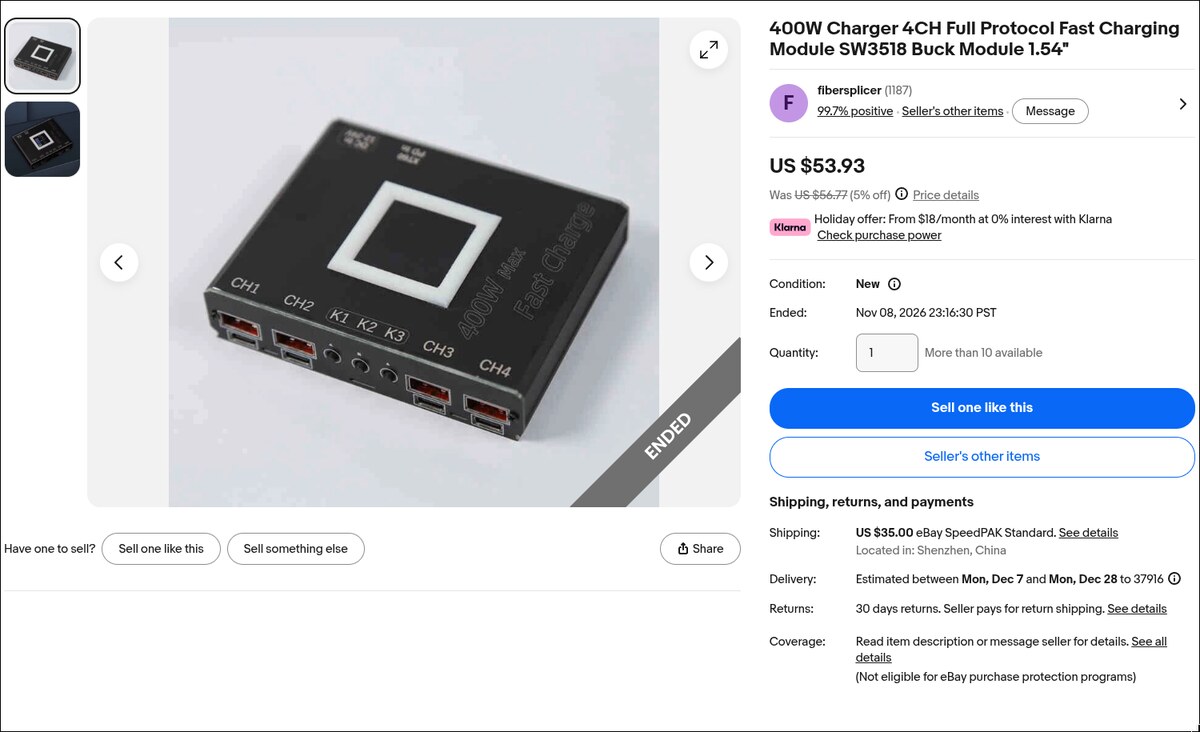 400W Charger 4CH Full Protocol Fast Charging
Module SW3518 Buck Module 1.54"
F
fibersplicer (1187)
99.7% positive · Seller's other items · Message
US $53.93
Was US $56.77 (5% off) Price details
Klarna
Holiday offer: From $18/month at 0% interest with Klarna
Check purchase power
Condition: New
Ended: Nov 08, 2026 23:16:30 PST
Quantity: 1 More than 10 available
Sell one like this
Seller's other items
Shipping, returns, and payments
Shipping: US $35.00 eBay SpeedPAK Standard. See details
Located in: Shenzhen, China
Delivery: Estimated between Mon, Dec 7 and Mon, Dec 28 to 37916
Returns: 30 days returns. Seller pays for return shipping. See details
Coverage: Read item description or message seller for details. See all
details
(Not eligible for eBay purchase protection programs)
CH1
CH2
K1 K2 K3
CH3
CH4
400W Max
Fast Charge
ENDED
Have one to sell? Sell one like this Sell something else Share